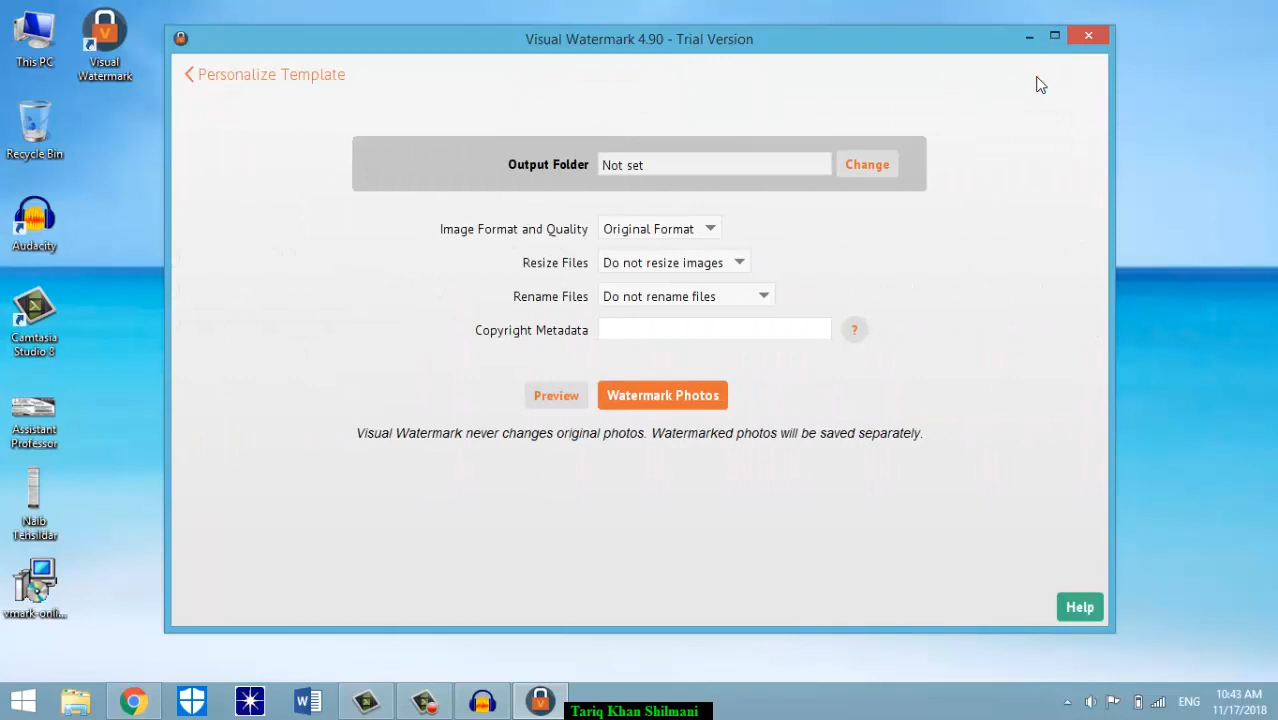 This PC
Visual
Watermark
Recycle Bin
Audacity
Camtasia
Studio 8
Assistant
Professor
Naib
Tehsildar
vmark-onli...
Visual Watermark 4.90 - Trial Version
Personalize Template
Output Folder Not set Change
Image Format and Quality Original Format
Resize Files Do not resize images
Rename Files Do not rename files
Copyright Metadata ?
Preview Watermark Photos
Visual Watermark never changes original photos. Watermarked photos will be saved separately.
Help
ENG
10:43 AM
11/17/2018
Tariq Khan Shilmani